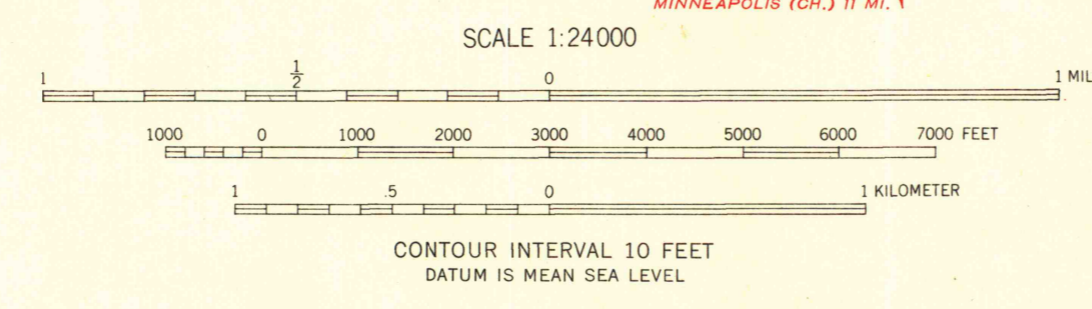 MINNEAPOLIS (CH.) 11 MI.
SCALE 1:24000
1 1/2 0 1 MIL
1000 0 1000 2000 3000 4000 5000 6000 7000 FEET
1 .5 0 1 KILOMETER
CONTOUR INTERVAL 10 FEET
DATUM IS MEAN SEA LEVEL